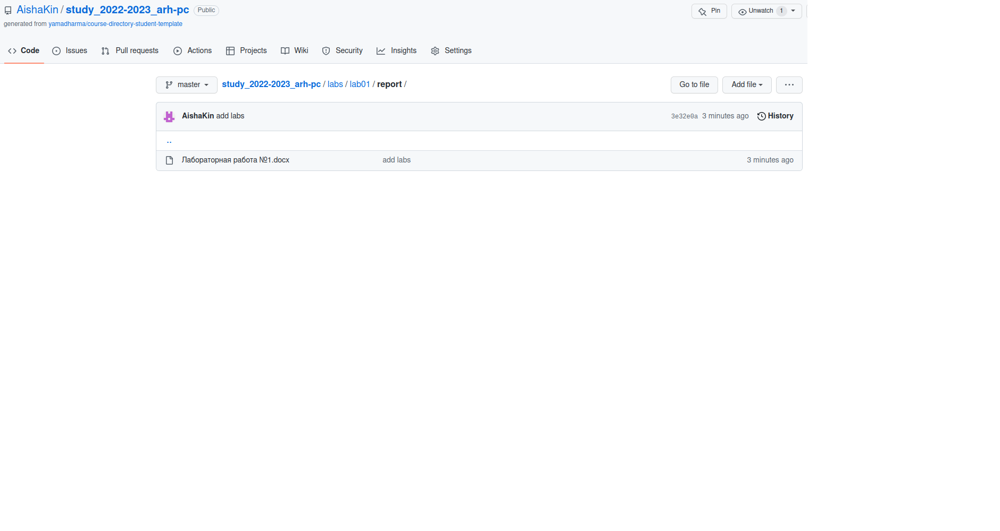 AishaKin / study_2022-2023_arh-pc Public Pin Unwatch 1
generated from yamadharma/course-directory-student-template
Code Issues Pull requests Actions Projects Wiki Security Insights Settings
master study_2022-2023_arh-pc / labs / lab01 / report / Go to file Add file ...
AishaKin add labs 3e32e0a 3 minutes ago History
..
Лабораторная работа №1.docx add labs 3 minutes ago